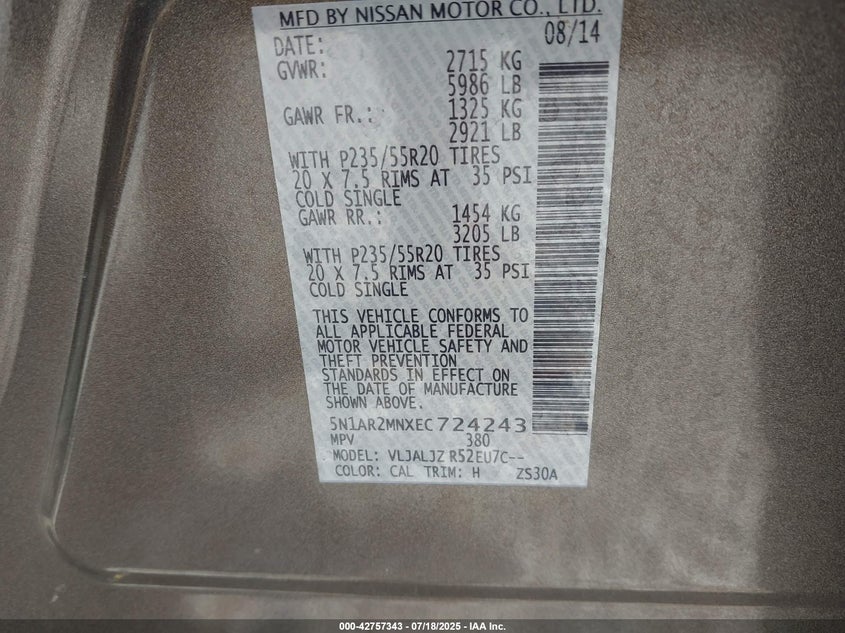 MFD BY NISSAN MOTOR CO., LTD.
DATE: 08/14
GVWR: 2715 KG
5986 LB
GAWR FR.: 1325 KG
2921 LB
WITH P235/55R20 TIRES
20 X 7.5 RIMS AT 35 PSI
COLD SINGLE
GAWR RR.: 1454 KG
3205 LB
WITH P235/55R20 TIRES
20 X 7.5 RIMS AT 35 PSI
COLD SINGLE
THIS VEHICLE CONFORMS TO
ALL APPLICABLE FEDERAL
MOTOR VEHICLE SAFETY AND
THEFT PREVENTION
STANDARDS IN EFFECT ON
THE DATE OF MANUFACTURE
SHOWN ABOVE.
5N1AR2MNXEC724243
MPV 380
MODEL: VLJALJZ R52EU7C--
COLOR: CAL TRIM: H ZS30A
000-42757343 - 07/18/2025 - IAA Inc.